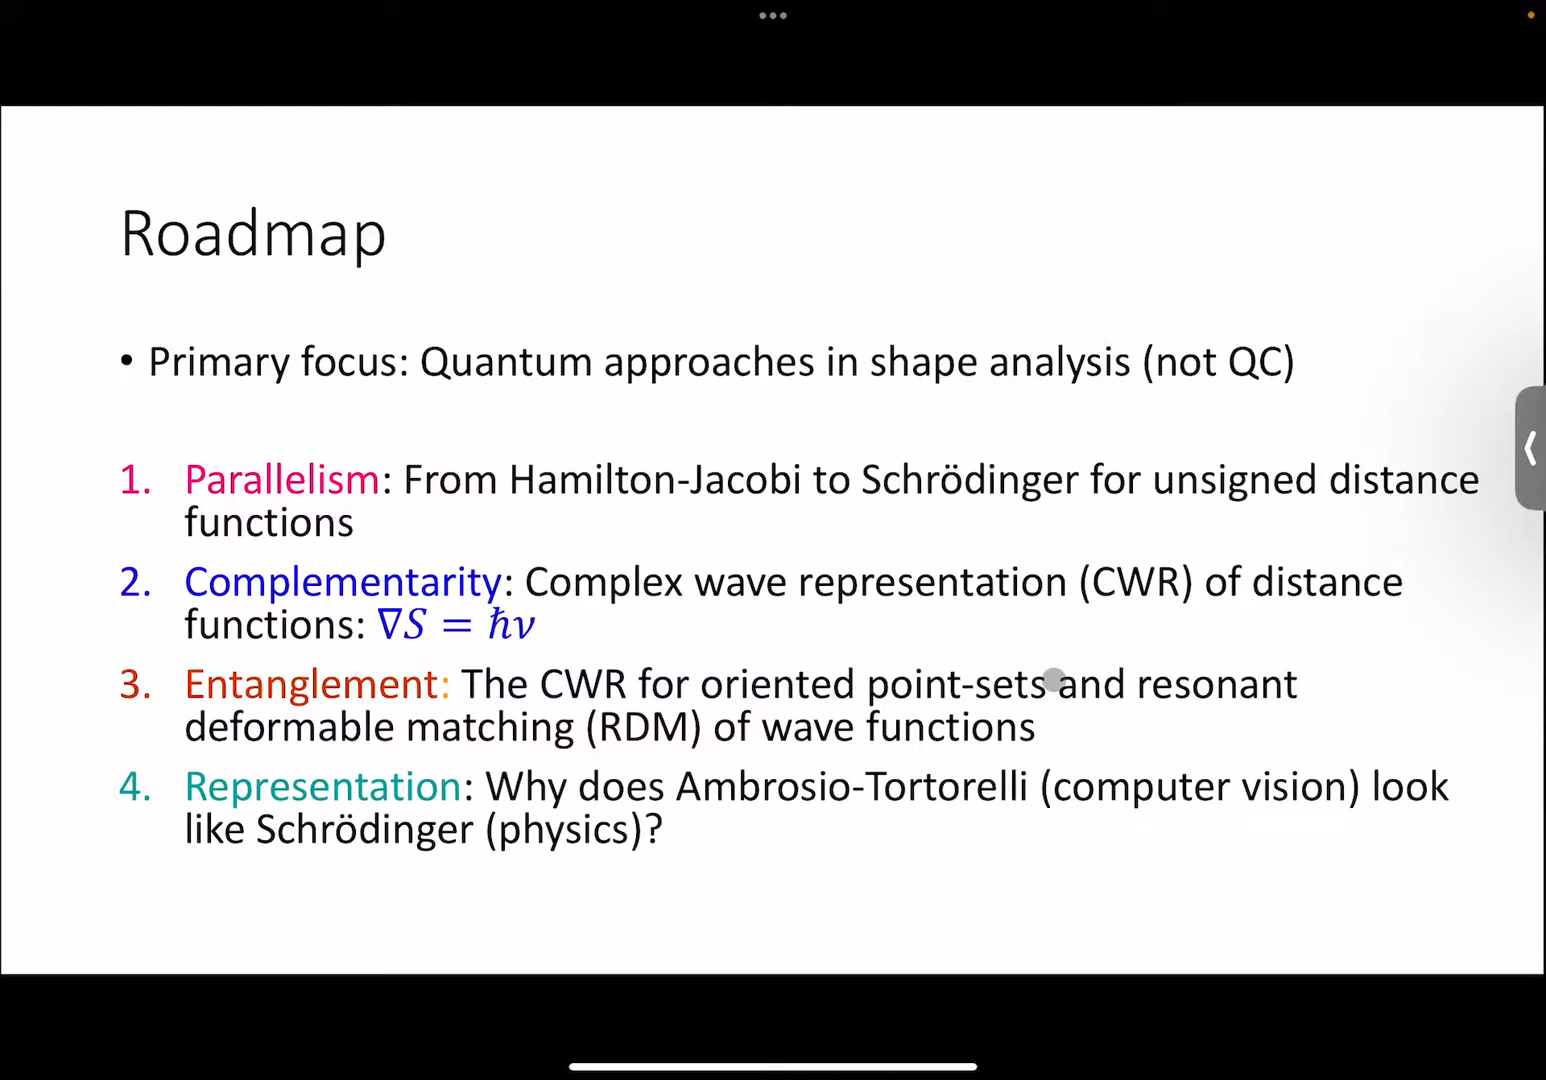 Roadmap
• Primary focus: Quantum approaches in shape analysis (not QC)
1. Parallelism: From Hamilton-Jacobi to Schrödinger for unsigned distance
functions
2. Complementarity: Complex wave representation (CWR) of distance
functions: ∇S = ℏν
3. Entanglement: The CWR for oriented point-sets and resonant
deformable matching (RDM) of wave functions
4. Representation: Why does Ambrosio-Tortorelli (computer vision) look
like Schrödinger (physics)?